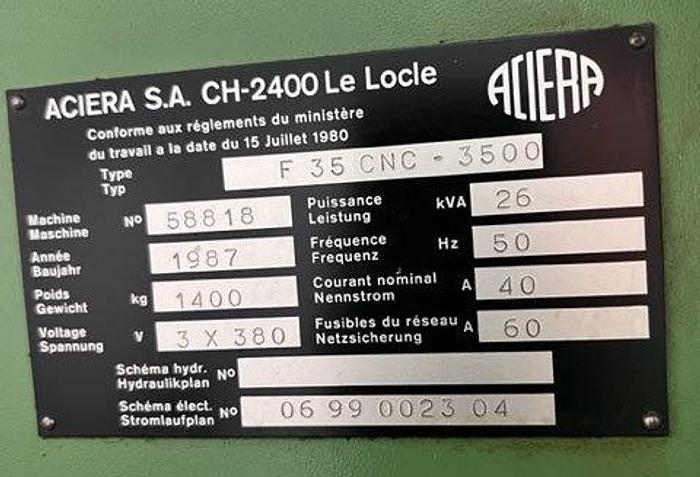 ACIERA S.A. CH-2400 Le Locle
ACIERA
Conforme aux réglements du ministère
du travail a la date du 15 Juillet 1980
Type
Typ
F 35 CNC - 3500
Machine
Maschine
No 58818
Année
Baujahr
1987
Poids
Gewicht
kg 1400
Voltage
Spannung
V 3 X 380
Puissance
Leistung
kVA 26
Fréquence
Frequenz
Hz 50
Courant nominal
Nennstrom
A 40
Fusibles du réseau
Netzsicherung
A 60
Schéma hydr.
Hydraulikplan
No
Schéma élect.
Stromlaufplan
No 06 99 0023 04